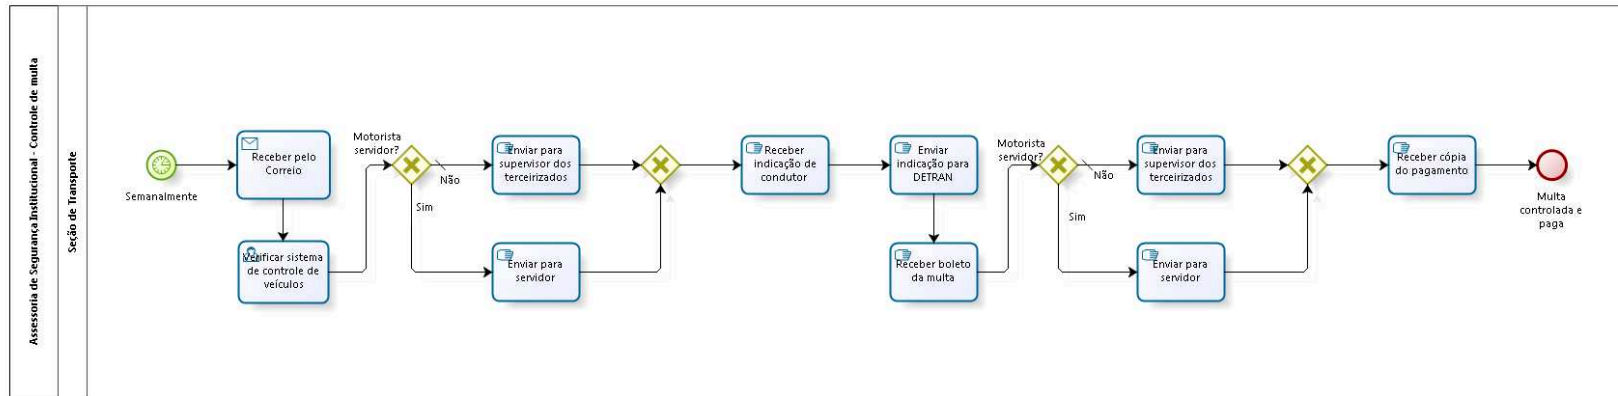 Assessoria de Segurança Institucional - Controle de multa
Seção de Transporte
Semanalmente
Receber pelo
Correio
Verificar sistema
de controle de
veículos
Motorista
servidor?
Não
Sim
Enviar para
supervisor dos
terceirizados
Enviar para
servidor
Receber
indicação de
condutor
Enviar
indicação para
DETRAN
Receber boleto
da multa
Motorista
servidor?
Não
Sim
Enviar para
supervisor dos
terceirizados
Enviar para
servidor
Receber cópia
do pagamento
Multa
controlada e
paga